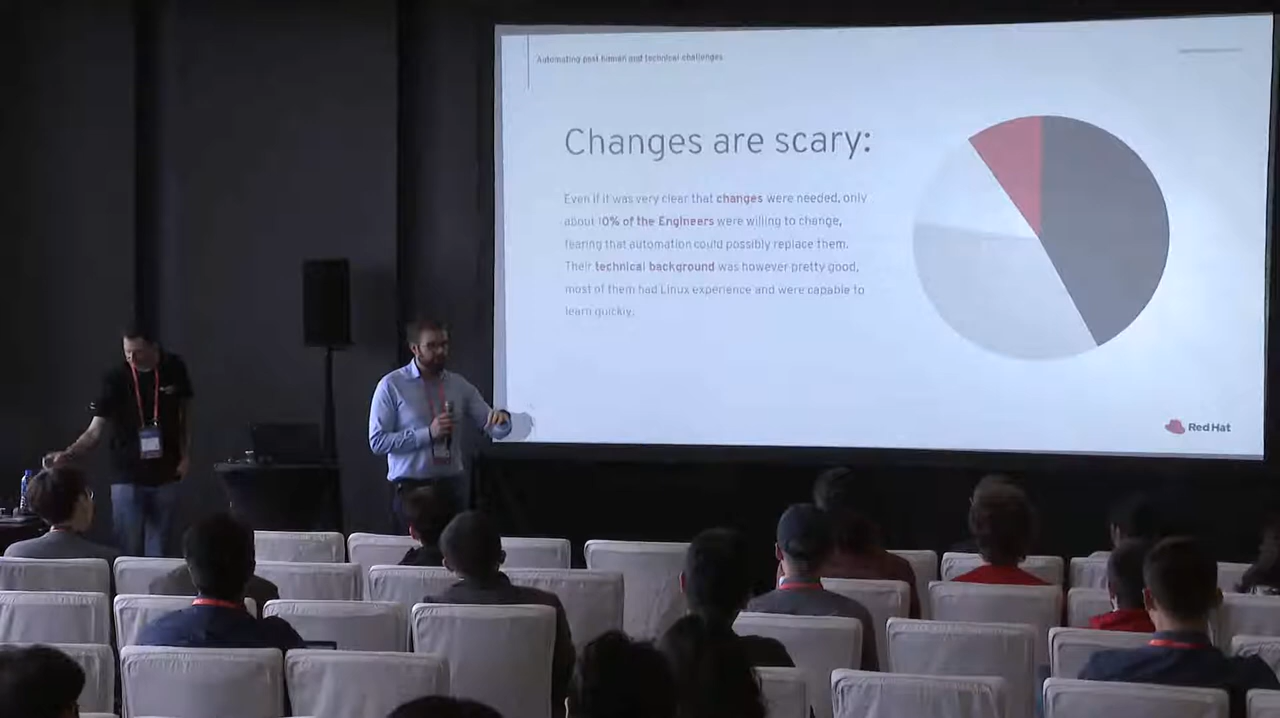 Automating past human and technical challenges
Changes are scary:
Even if it was very clear that changes were needed, only
about 10% of the Engineers were willing to change,
fearing that automation could possibly replace them.
Their technical background was however pretty good,
most of them had Linux experience and were capable to
learn quickly.
Red Hat